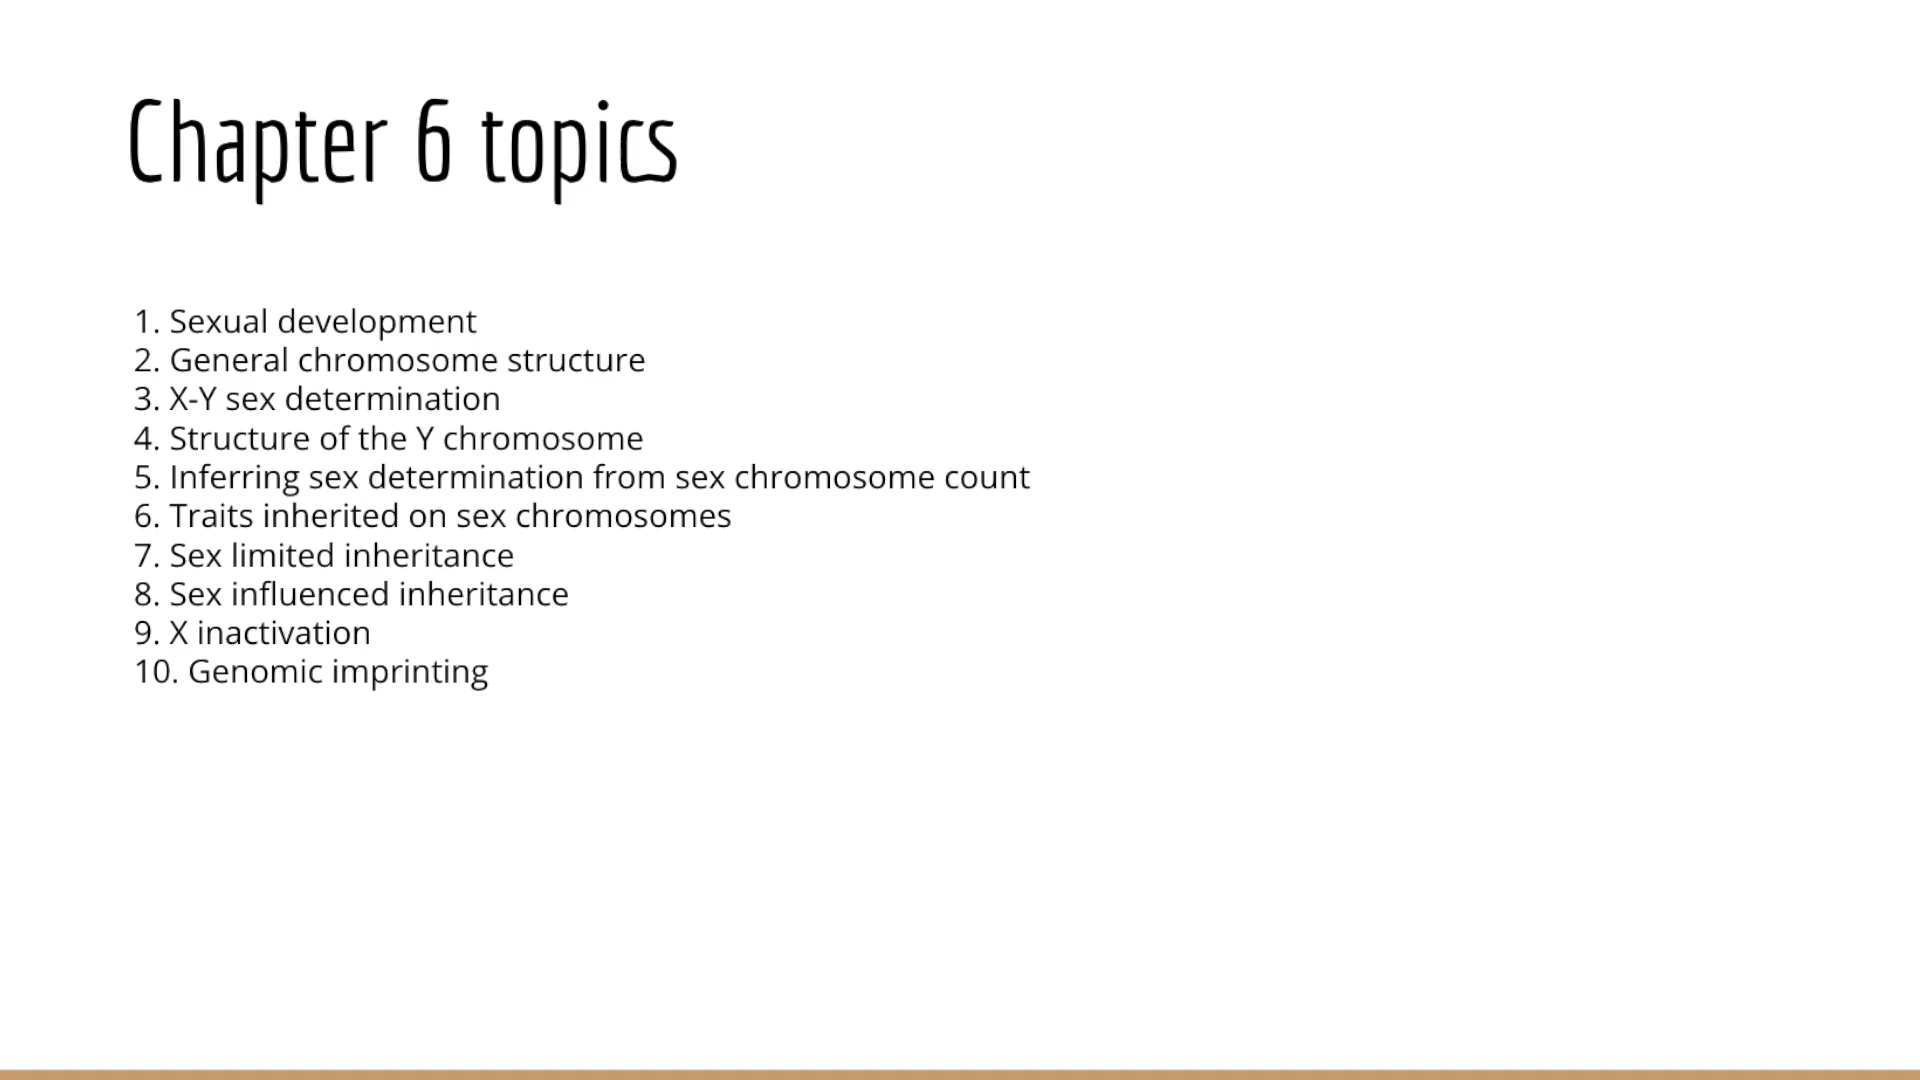 Chapter 6 topics
1. Sexual development
2. General chromosome structure
3. X-Y sex determination
4. Structure of the Y chromosome
5. Inferring sex determination from sex chromosome count
6. Traits inherited on sex chromosomes
7. Sex limited inheritance
8. Sex influenced inheritance
9. X inactivation
10. Genomic imprinting